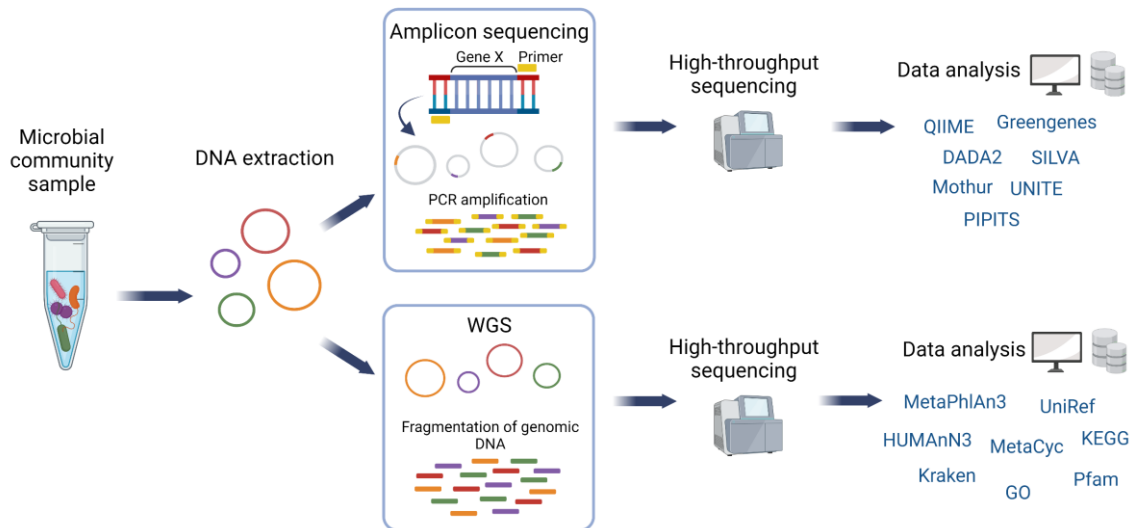 Microbial
community
sample
DNA extraction
Amplicon sequencing
Gene X Primer
PCR amplification
High-throughput
sequencing
Data analysis
QIIME Greengenes
DADA2 SILVA
Mothur UNITE
PIPITS
WGS
Fragmentation of genomic
DNA
High-throughput
sequencing
Data analysis
MetaPhlAn3 UniRef
HUMAnN3 MetaCyc KEGG
Kraken GO Pfam